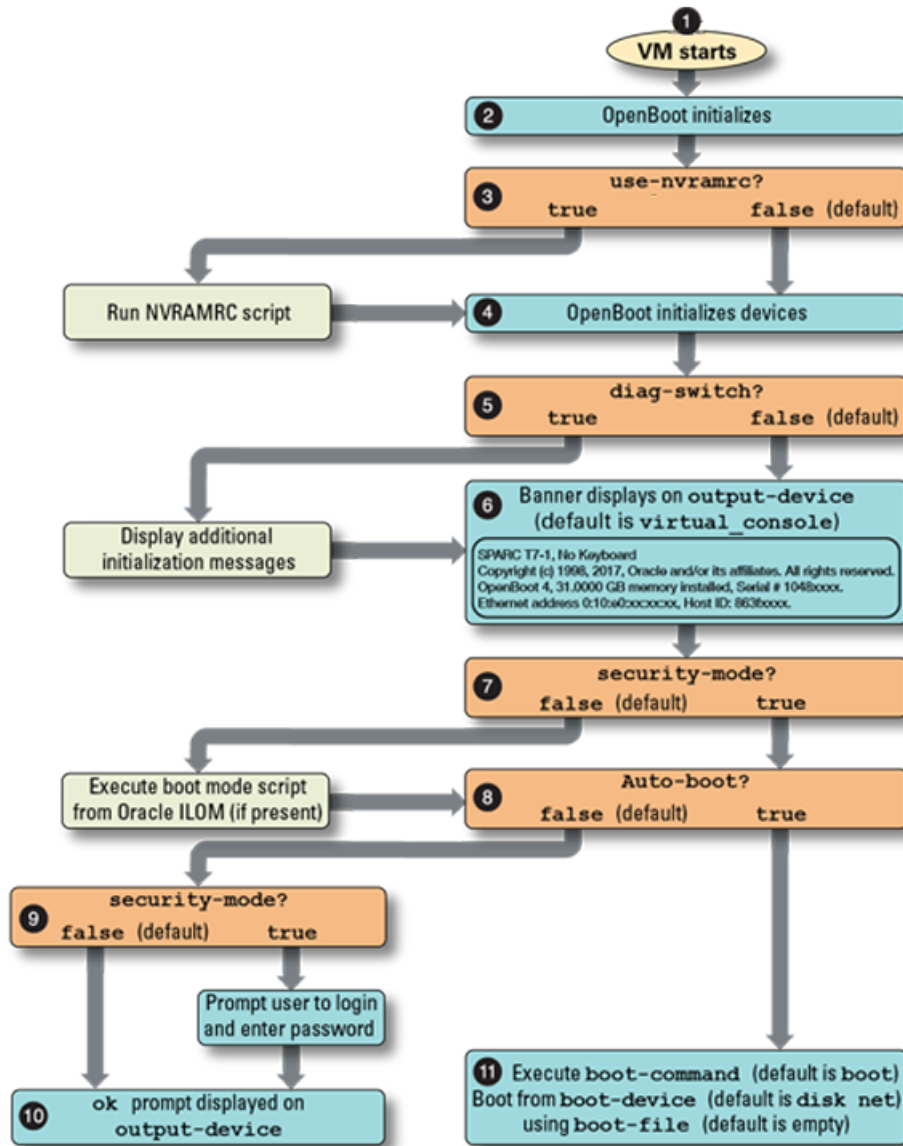 1
VM starts
2
OpenBoot initializes
3
use-nvramrc?
true false (default)
Run NVRAMRC script
4
OpenBoot initializes devices
5
diag-switch?
true false (default)
Display additional
initialization messages
6
Banner displays on output-device
(default is virtual_console)
SPARC T7-1, No Keyboard
Copyright (c) 1998, 2017, Oracle and/or its affiliates. All rights reserved.
OpenBoot 4, 31.0000 GB memory installed, Serial # 1048xxxx.
Ethernet address 0:10:e0:xx:xx:xx, Host ID: 863fxxxx.
7
security-mode?
false (default) true
Execute boot mode script
from Oracle ILOM (if present)
8
Auto-boot?
false (default) true
9
security-mode?
false (default) true
Prompt user to login
and enter password
10
ok prompt displayed on
output-device
11
Execute boot-command (default is boot)
Boot from boot-device (default is disk net)
using boot-file (default is empty)